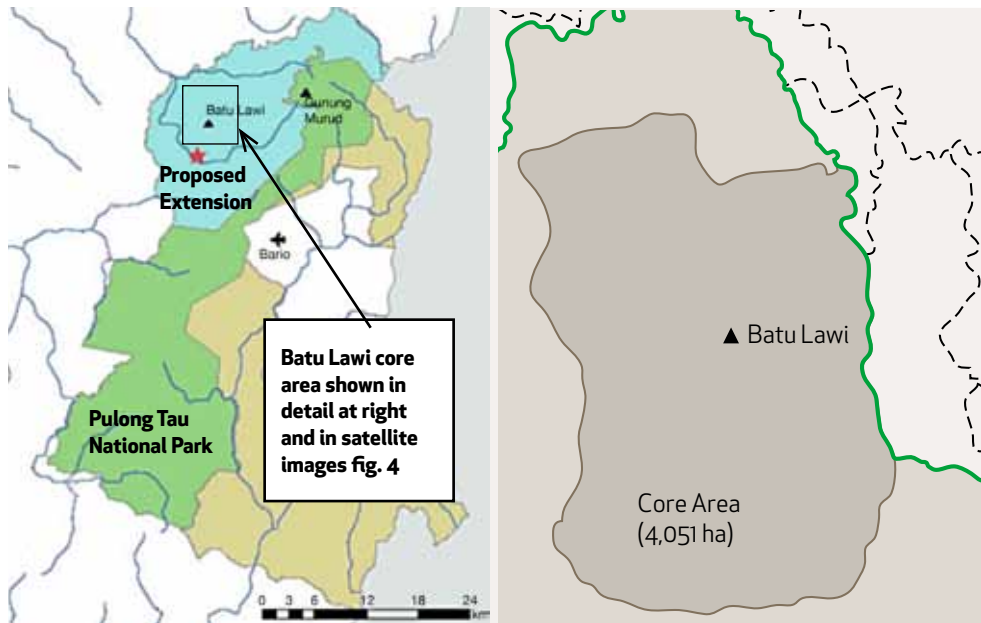 Batu Lawi
Gunung
Murud
Proposed
Extension
Bario
Batu Lawi core
area shown in
detail at right
and in satellite
images fig. 4
Pulong Tau
National Park
0 3 6 12 18 24
km
Batu Lawi
Core Area
(4,051 ha)